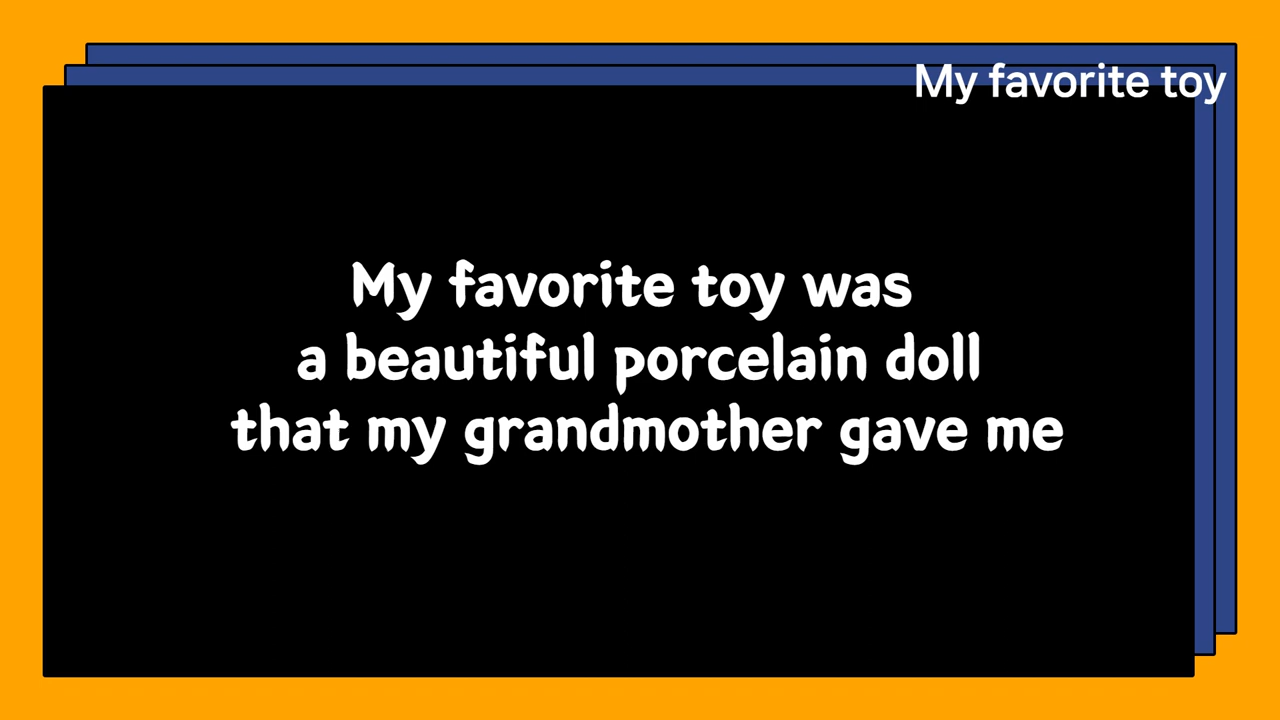 My favorite toy
My favorite toy was
a beautiful porcelain doll
that my grandmother gave me